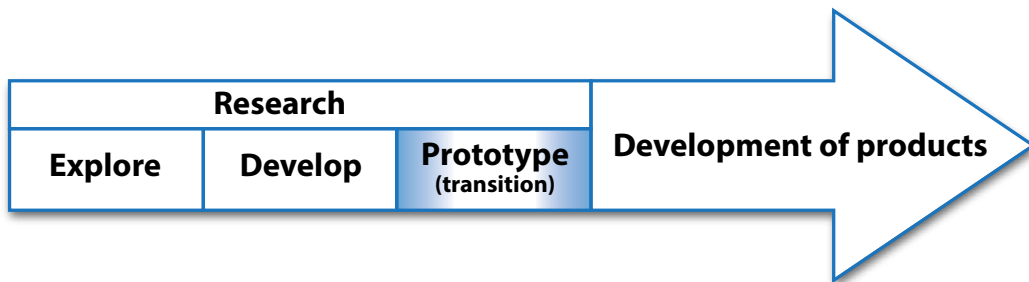 Research
Explore
Develop
Prototype
(transition)
Development of products